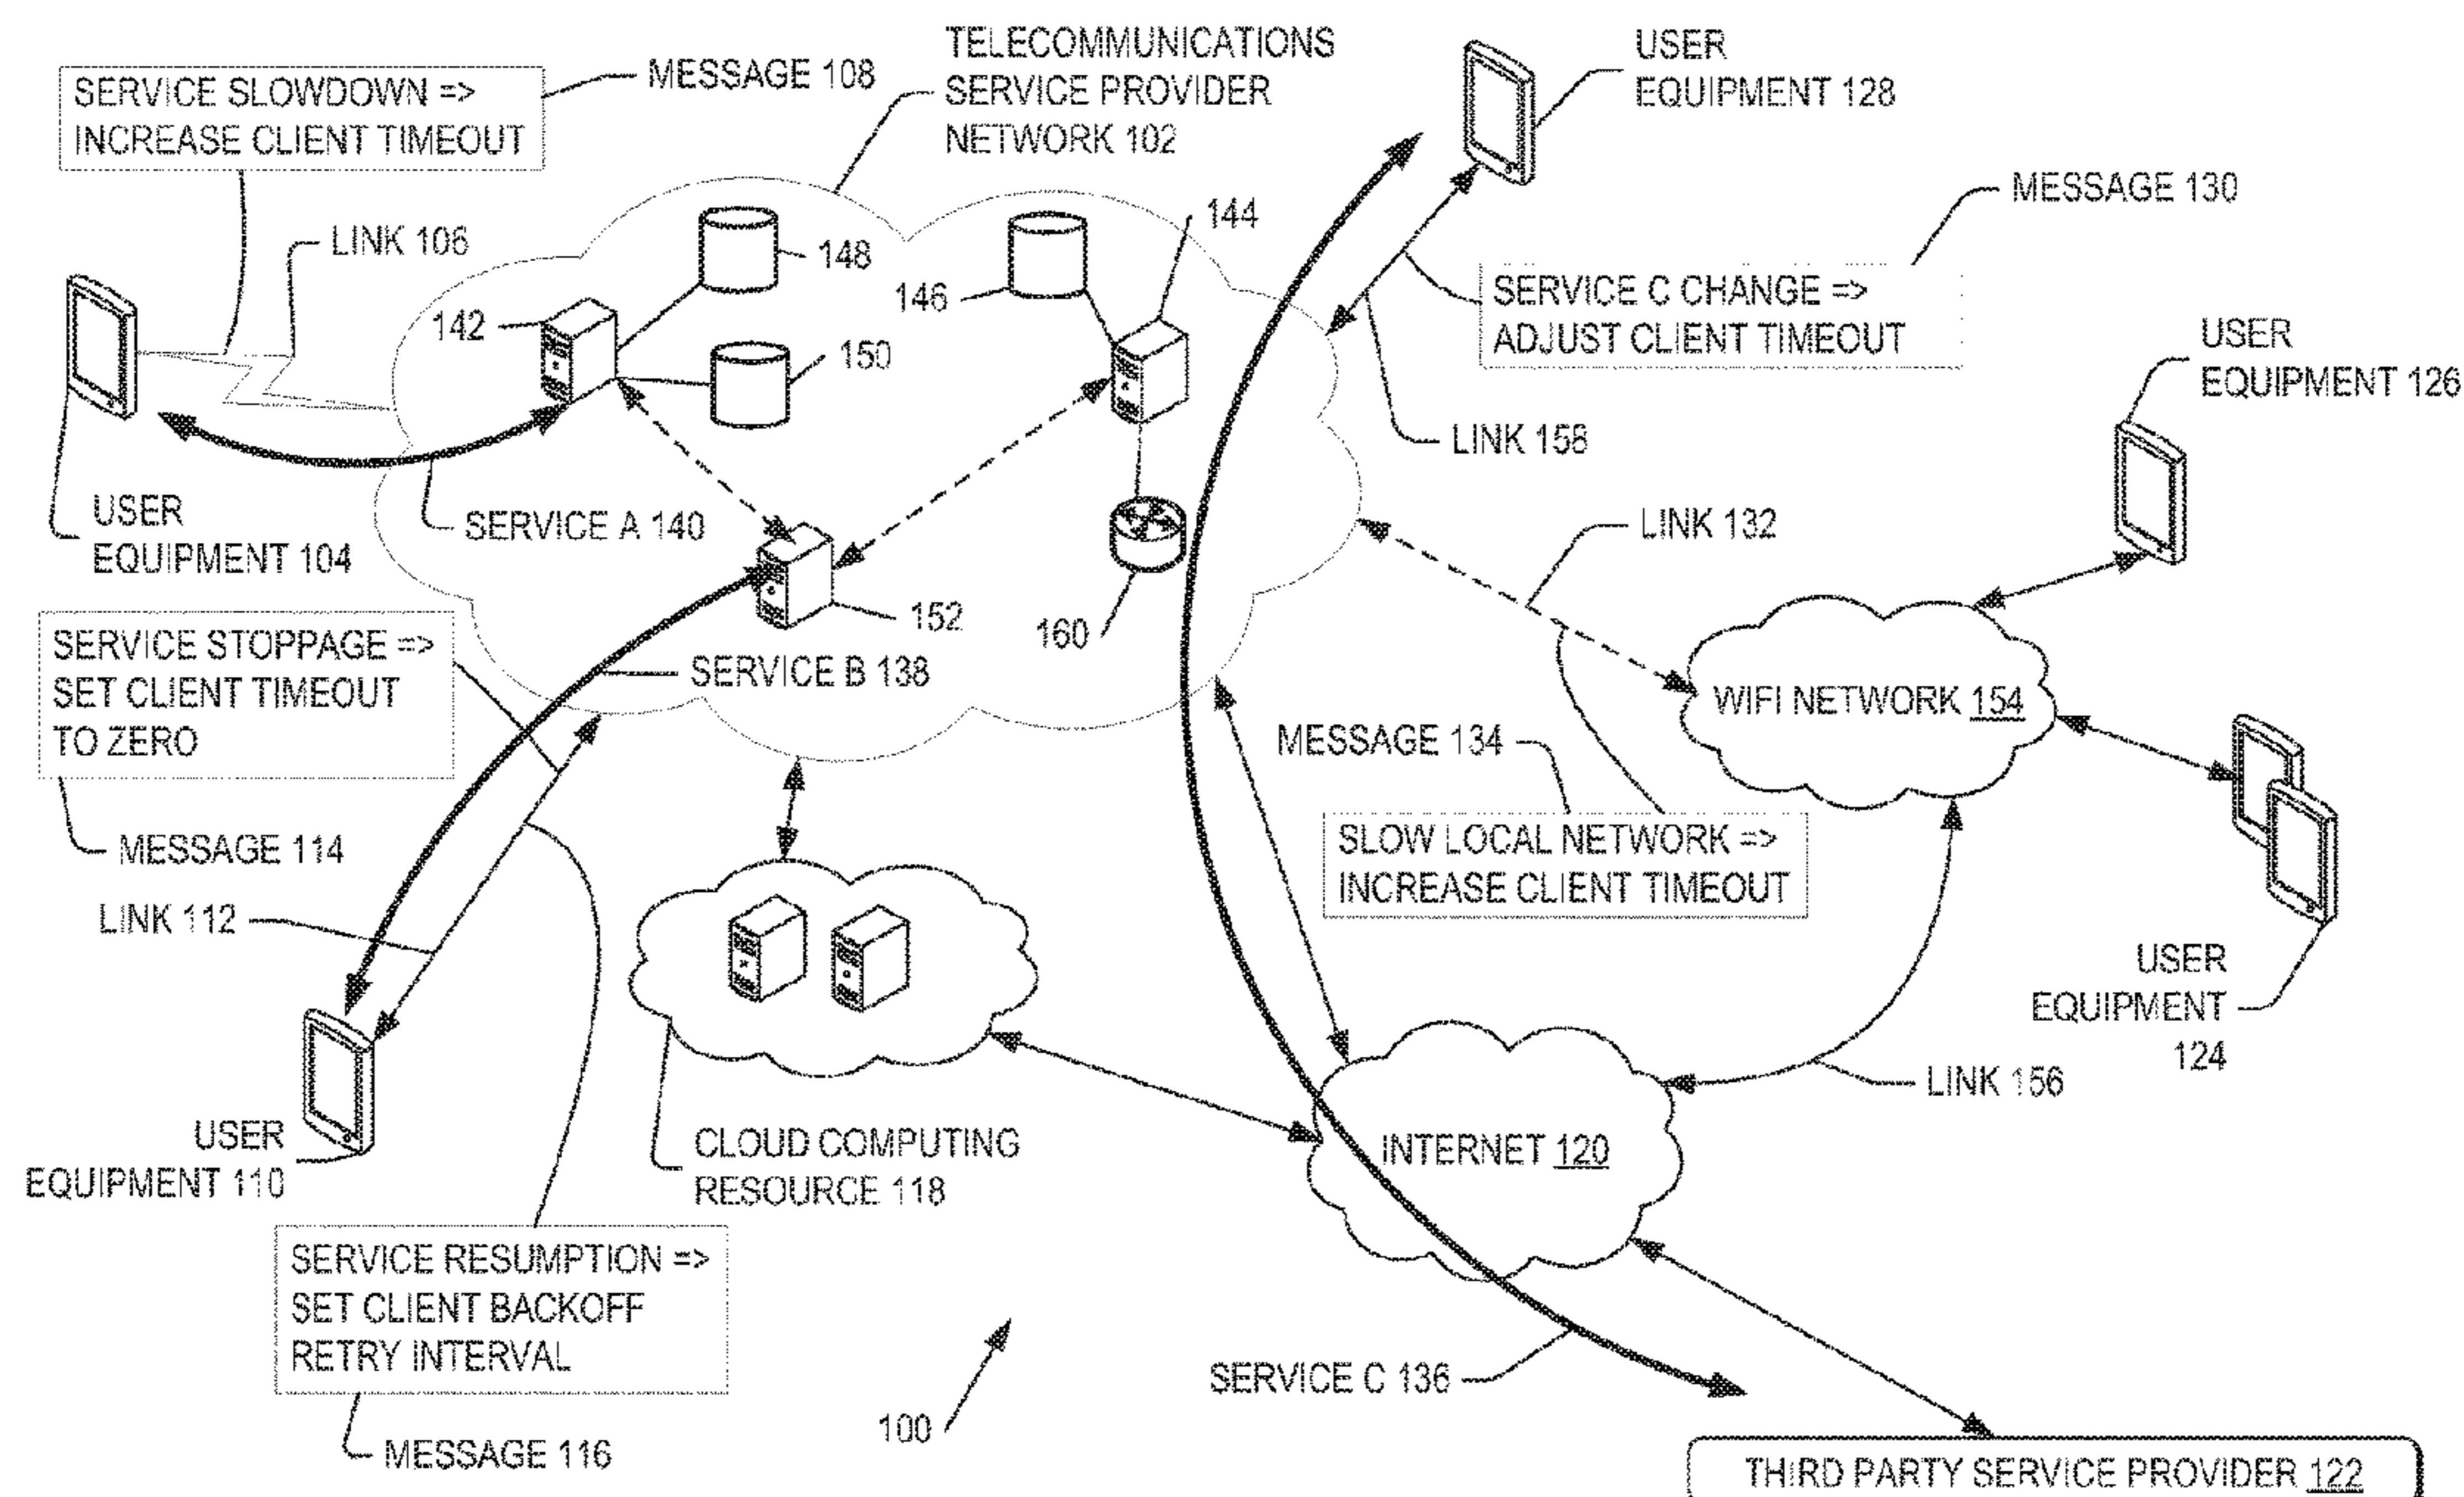 TELECOMMUNICATIONS
SERVICE PROVIDER
NETWORK 102
SERVICE SLOWDOWN =>
INCREASE CLIENT TIMEOUT
MESSAGE 108
USER
EQUIPMENT 128
MESSAGE 130
LINK 106
148
144
146
142
150
SERVICE C CHANGE =>
ADJUST CLIENT TIMEOUT
USER
EQUIPMENT 126
LINK 158
USER
EQUIPMENT 104
SERVICE A 140
LINK 132
152
160
SERVICE STOPPAGE =>
SET CLIENT TIMEOUT
TO ZERO
SERVICE B 138
WIFI NETWORK 154
MESSAGE 134
MESSAGE 114
SLOW LOCAL NETWORK =>
INCREASE CLIENT TIMEOUT
LINK 112
USER
EQUIPMENT
124
LINK 156
USER
EQUIPMENT 110
CLOUD COMPUTING
RESOURCE 118
INTERNET 120
SERVICE RESUMPTION =>
SET CLIENT BACKOFF
RETRY INTERVAL
SERVICE C 136
100
MESSAGE 116
THIRD PARTY SERVICE PROVIDER 122